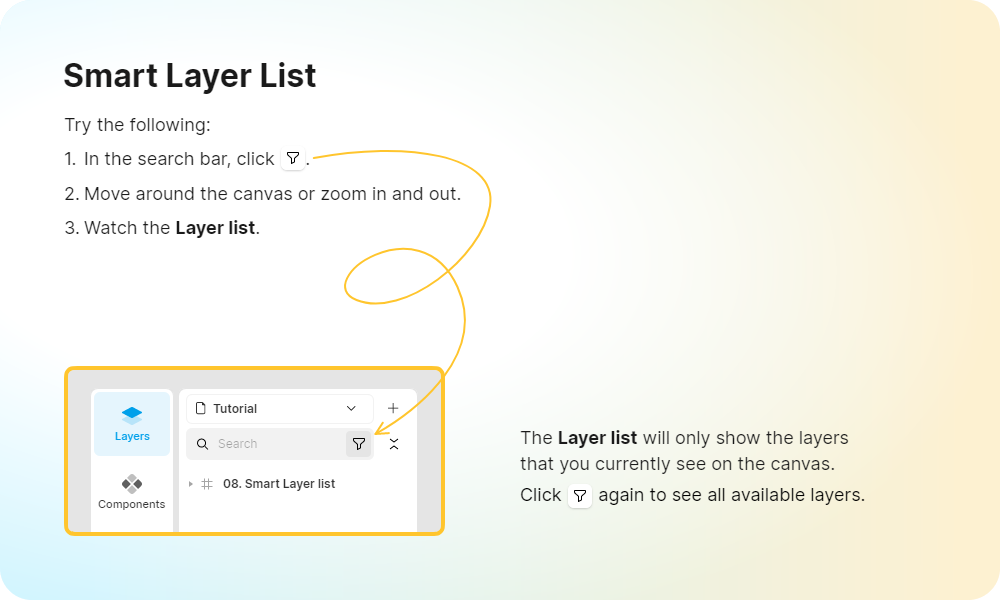 Smart Layer List
Try the following:
1. In the search bar, click .
2. Move around the canvas or zoom in and out.
3. Watch the Layer list.
Layers
Components
Tutorial
Search
08. Smart Layer list
The Layer list will only show the layers
that you currently see on the canvas.
Click again to see all available layers.